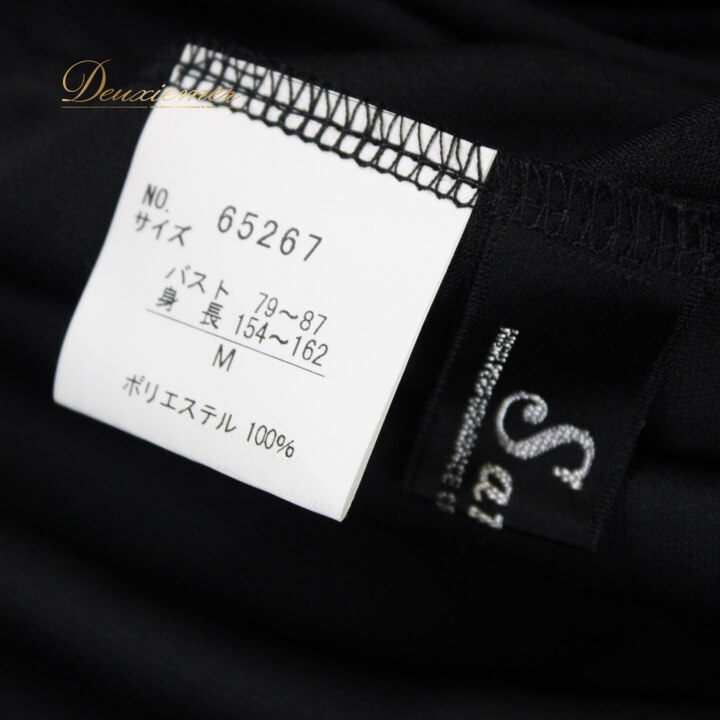 Deuxiemer
NO. 65267
サイズ
バスト 79～87
身長 154～162
M
ポリエステル 100%
Sar